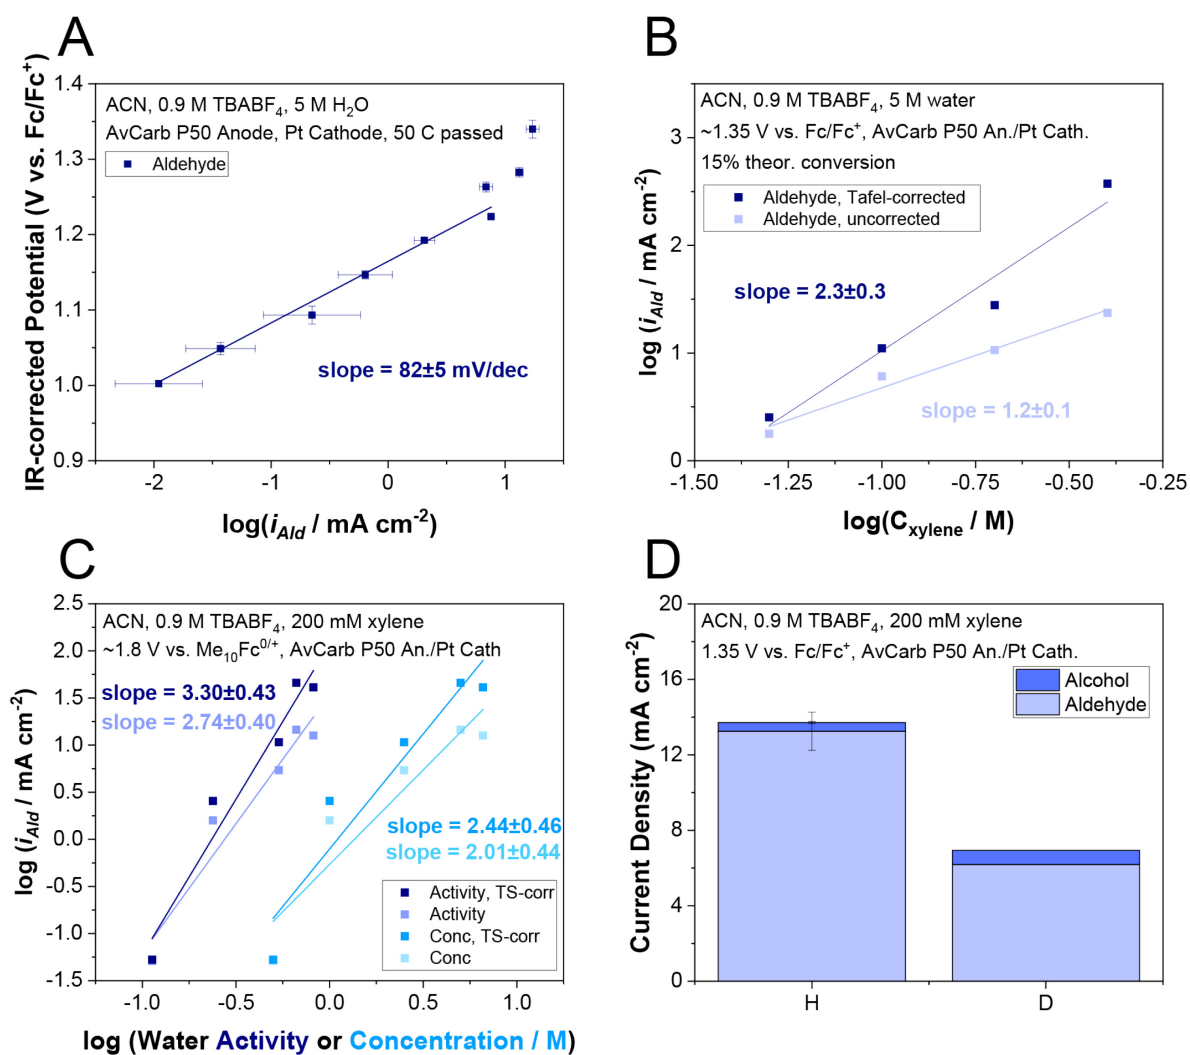 A
IR-corrected Potential (V vs. Fc/Fc⁺)
1.4
1.3
1.2
1.1
1.0
0.9
ACN, 0.9 M TBABF₄, 5 M H₂O
AvCarb P50 Anode, Pt Cathode, 50 C passed
Aldehyde
slope = 82±5 mV/dec
-2
-1
0
1
log(i_Ald / mA cm⁻²)
B
log (i_Ald / mA cm⁻²)
3
2
1
0
ACN, 0.9 M TBABF₄, 5 M water
~1.35 V vs. Fc/Fc⁺, AvCarb P50 An./Pt Cath.
15% theor. conversion
Aldehyde, Tafel-corrected
Aldehyde, uncorrected
slope = 2.3±0.3
slope = 1.2±0.1
-1.50
-1.25
-1.00
-0.75
-0.50
-0.25
log(C_xylene / M)
C
log (i_Ald / mA cm⁻²)
2.5
2.0
1.5
1.0
0.5
0.0
-0.5
-1.0
-1.5
ACN, 0.9 M TBABF₄, 200 mM xylene
~1.8 V vs. Me₁₀Fc⁰ᐟ⁺, AvCarb P50 An./Pt Cath
slope = 3.30±0.43
slope = 2.74±0.40
slope = 2.44±0.46
slope = 2.01±0.44
Activity, TS-corr
Activity
Conc, TS-corr
Conc
-1.0
-0.5
0.0
0.5
1.0
log (Water Activity or Concentration / M)
D
Current Density (mA cm⁻²)
20
16
12
8
4
0
ACN, 0.9 M TBABF₄, 200 mM xylene
1.35 V vs. Fc/Fc⁺, AvCarb P50 An./Pt Cath.
Alcohol
Aldehyde
H
D